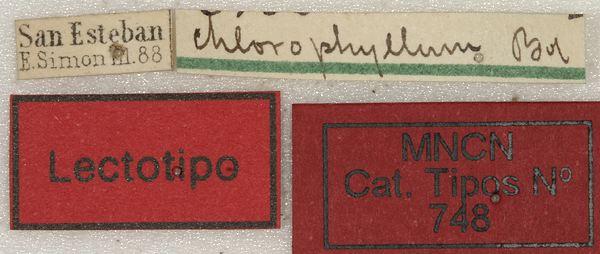 San Esteban
E. Simon III.88
chlorophyllum Bol
Lectotipo
MNCN
Cat. Tipos Nº
748